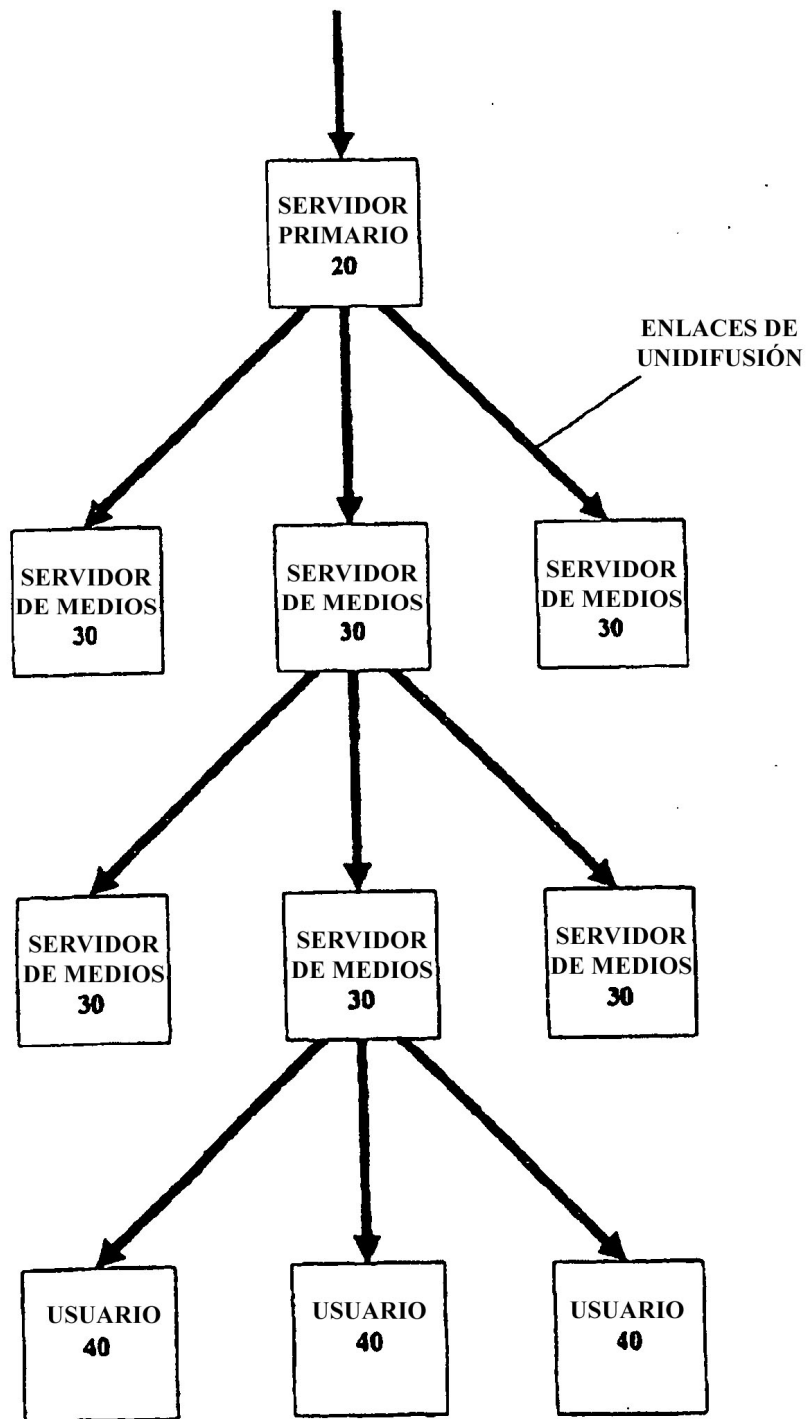 SERVIDOR
PRIMARIO
20
ENLACES DE
UNIDIFUSIÓN
SERVIDOR
DE MEDIOS
30
SERVIDOR
DE MEDIOS
30
SERVIDOR
DE MEDIOS
30
SERVIDOR
DE MEDIOS
30
SERVIDOR
DE MEDIOS
30
SERVIDOR
DE MEDIOS
30
USUARIO
40
USUARIO
40
USUARIO
40